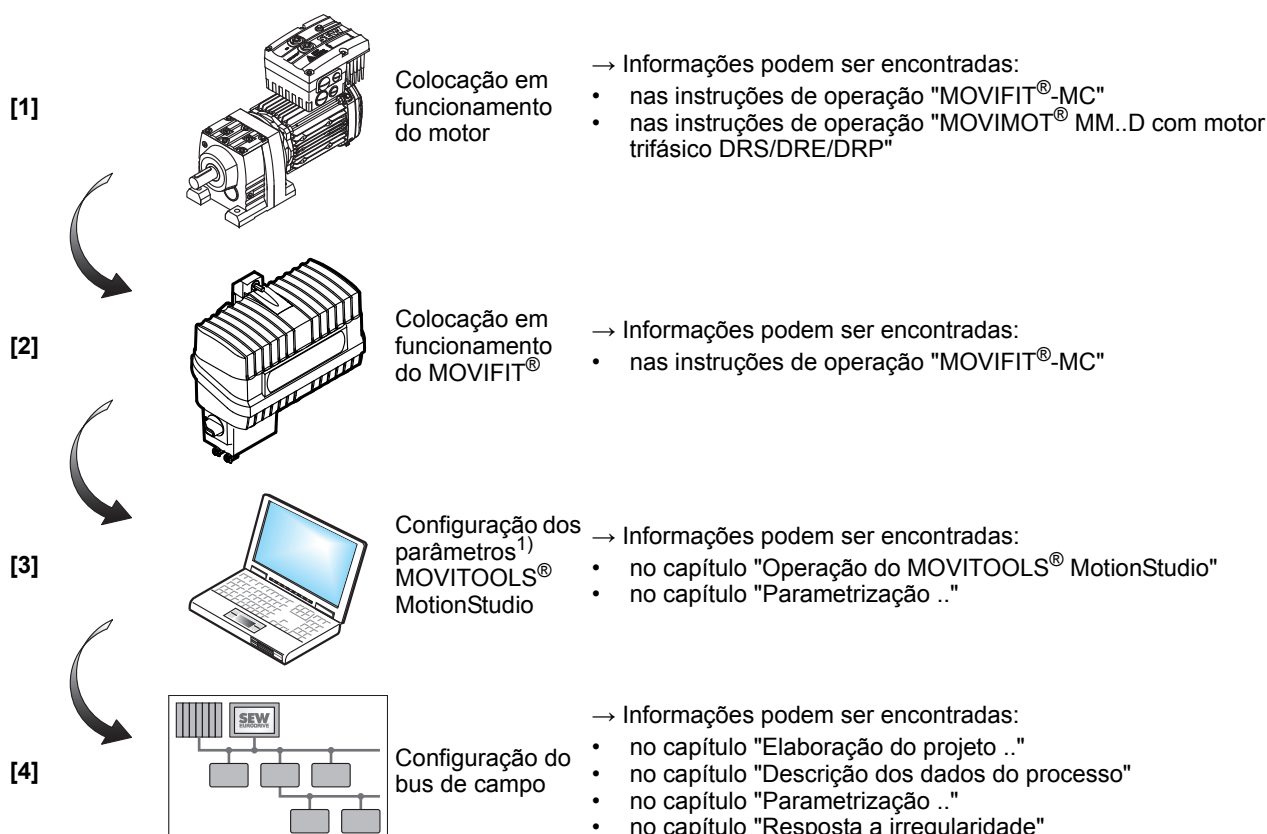 [1]
Colocação em
funcionamento
do motor
→ Informações podem ser encontradas:
• nas instruções de operação "MOVIFIT®-MC"
• nas instruções de operação "MOVIMOT® MM..D com motor
trifásico DRS/DRE/DRP"
[2]
Colocação em
funcionamento
do MOVIFIT®
→ Informações podem ser encontradas:
• nas instruções de operação "MOVIFIT®-MC"
[3]
Configuração dos
parâmetros1)
MOVITOOLS®
MotionStudio
→ Informações podem ser encontradas:
• no capítulo "Operação do MOVITOOLS® MotionStudio"
• no capítulo "Parametrização .."
[4]
SEW
EURODRIVE
Configuração do
bus de campo
→ Informações podem ser encontradas:
• no capítulo "Elaboração do projeto .."
• no capítulo "Descrição dos dados do processo"
• no capítulo "Parametrização .."
• no capítulo "Resposta a irregularidade"